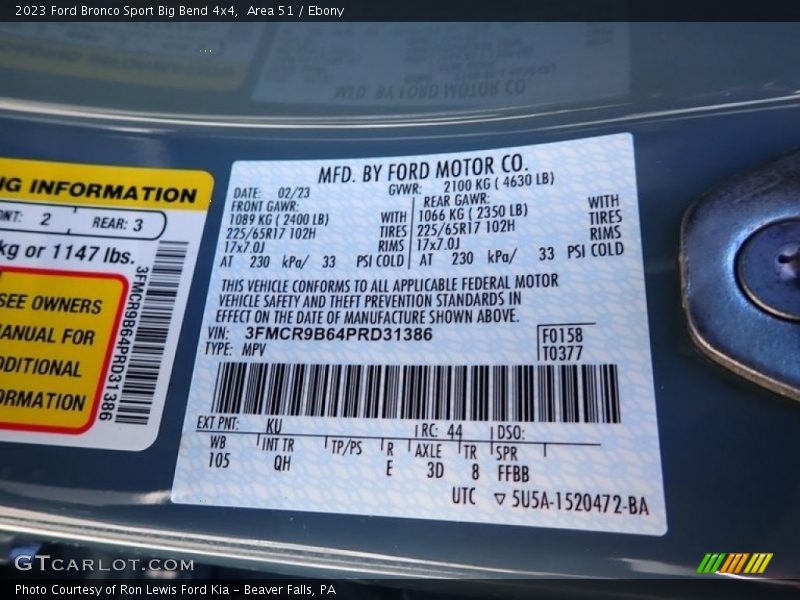 2023 Ford Bronco Sport Big Bend 4x4, Area 51 / Ebony
NG INFORMATION
ONT: 2 REAR: 3
kg or 1147 lbs.
SEE OWNERS
MANUAL FOR
ADDITIONAL
INFORMATION
3FMCR9B64PRD31386
MFD. BY FORD MOTOR CO.
DATE: 02/23 GVWR: 2100 KG ( 4630 LB)
FRONT GAWR: REAR GAWR:
1089 KG ( 2400 LB) WITH 1066 KG ( 2350 LB) WITH
225/65R17 102H TIRES 225/65R17 102H TIRES
17x7.0J RIMS 17x7.0J RIMS
AT 230 kPa/ 33 PSI COLD AT 230 kPa/ 33 PSI COLD
THIS VEHICLE CONFORMS TO ALL APPLICABLE FEDERAL MOTOR
VEHICLE SAFETY AND THEFT PREVENTION STANDARDS IN
EFFECT ON THE DATE OF MANUFACTURE SHOWN ABOVE.
VIN: 3FMCR9B64PRD31386 F0158
TYPE: MPV T0377
EXT PNT: KU RC: 44 DSO:
WB INT TR TP/PS R AXLE TR SPR
105 QH E 3D 8 FFBB
UTC ▽ 5U5A-1520472-BA
GTCARLOT.COM
Photo Courtesy of Ron Lewis Ford Kia – Beaver Falls, PA